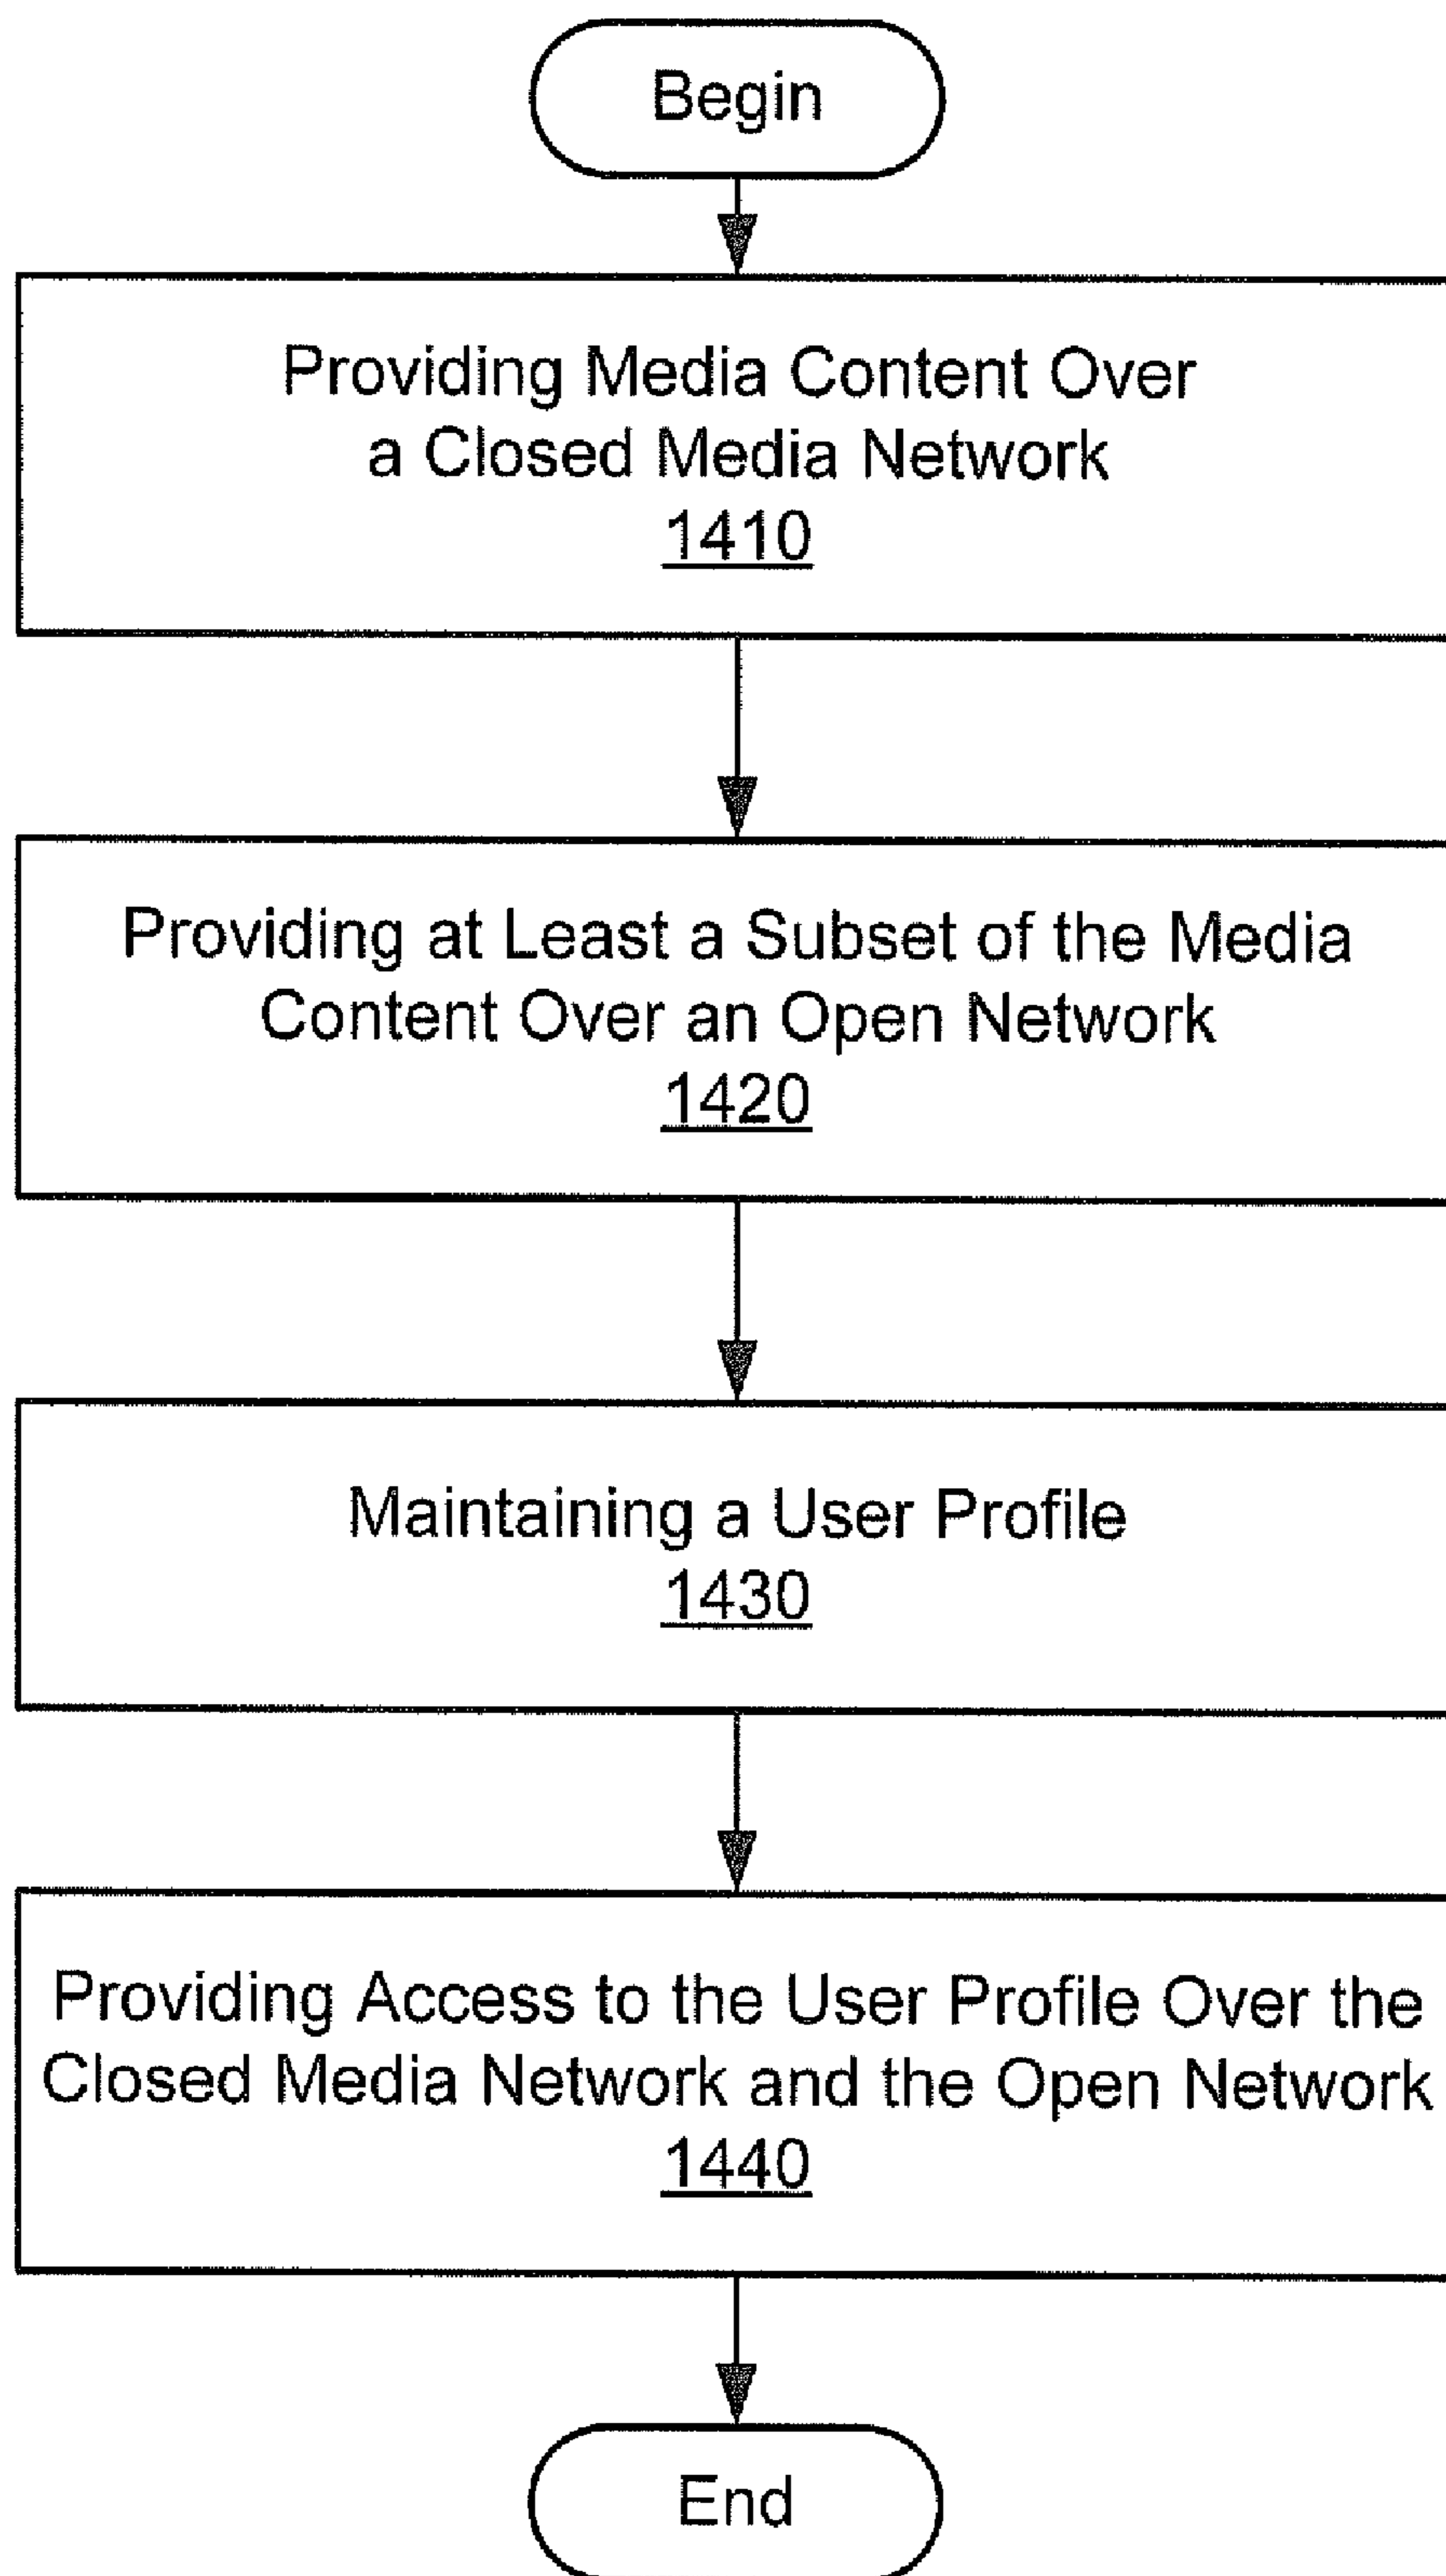 Begin
Providing Media Content Over
a Closed Media Network
1410
Providing at Least a Subset of the Media
Content Over an Open Network
1420
Maintaining a User Profile
1430
Providing Access to the User Profile Over the
Closed Media Network and the Open Network
1440
End